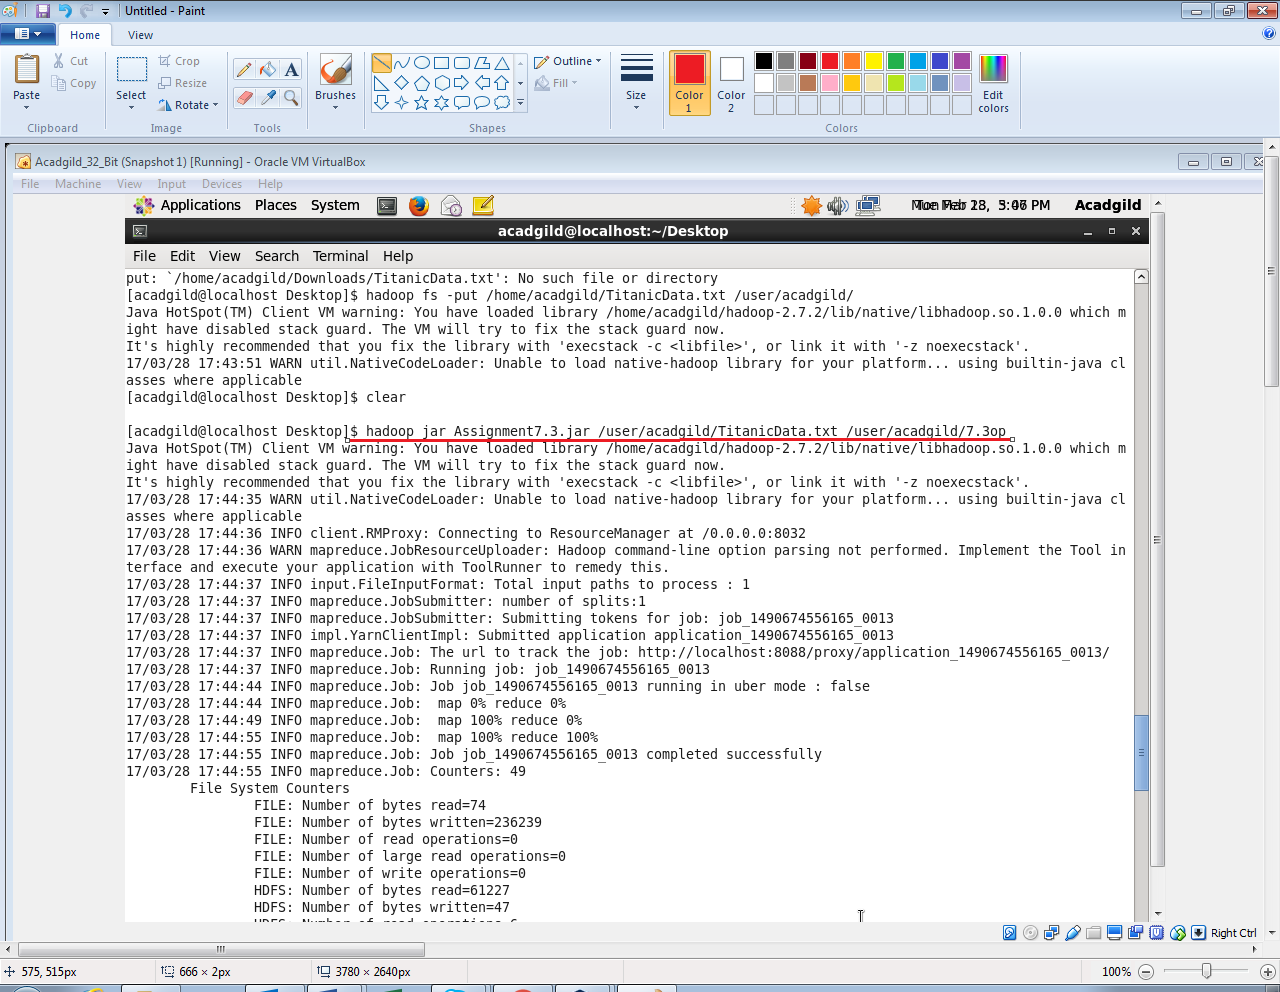 Untitled - Paint
Home View
Paste Cut Copy
Clipboard
Select Crop Resize Rotate
Image
Tools
Brushes
Shapes
Outline
Fill
Size
Color 1
Color 2
Edit colors
Colors
Acadgild_32_Bit (Snapshot 1) [Running] - Oracle VM VirtualBox
File Machine View Input Devices Help
Applications Places System
PM Acadgild
acadgild@localhost:~/Desktop
File Edit View Search Terminal Help
put: `/home/acadgild/Downloads/TitanicData.txt': No such file or directory
[acadgild@localhost Desktop]$ hadoop fs -put /home/acadgild/TitanicData.txt /user/acadgild/
Java HotSpot(TM) Client VM warning: You have loaded library /home/acadgild/hadoop-2.7.2/lib/native/libhadoop.so.1.0.0 which m
ight have disabled stack guard. The VM will try to fix the stack guard now.
It's highly recommended that you fix the library with 'execstack -c <libfile>', or link it with '-z noexecstack'.
17/03/28 17:43:51 WARN util.NativeCodeLoader: Unable to load native-hadoop library for your platform... using builtin-java cl
asses where applicable
[acadgild@localhost Desktop]$ clear
[acadgild@localhost Desktop]$ hadoop jar Assignment7.3.jar /user/acadgild/TitanicData.txt /user/acadgild/7.3op
Java HotSpot(TM) Client VM warning: You have loaded library /home/acadgild/hadoop-2.7.2/lib/native/libhadoop.so.1.0.0 which m
ight have disabled stack guard. The VM will try to fix the stack guard now.
It's highly recommended that you fix the library with 'execstack -c <libfile>', or link it with '-z noexecstack'.
17/03/28 17:44:35 WARN util.NativeCodeLoader: Unable to load native-hadoop library for your platform... using builtin-java cl
asses where applicable
17/03/28 17:44:36 INFO client.RMProxy: Connecting to ResourceManager at /0.0.0.0:8032
17/03/28 17:44:36 WARN mapreduce.JobResourceUploader: Hadoop command-line option parsing not performed. Implement the Tool in
terface and execute your application with ToolRunner to remedy this.
17/03/28 17:44:37 INFO input.FileInputFormat: Total input paths to process : 1
17/03/28 17:44:37 INFO mapreduce.JobSubmitter: number of splits:1
17/03/28 17:44:37 INFO mapreduce.JobSubmitter: Submitting tokens for job: job_1490674556165_0013
17/03/28 17:44:37 INFO impl.YarnClientImpl: Submitted application application_1490674556165_0013
17/03/28 17:44:37 INFO mapreduce.Job: The url to track the job: http://localhost:8088/proxy/application_1490674556165_0013/
17/03/28 17:44:37 INFO mapreduce.Job: Running job: job_1490674556165_0013
17/03/28 17:44:44 INFO mapreduce.Job: Job job_1490674556165_0013 running in uber mode : false
17/03/28 17:44:44 INFO mapreduce.Job:  map 0% reduce 0%
17/03/28 17:44:49 INFO mapreduce.Job:  map 100% reduce 0%
17/03/28 17:44:55 INFO mapreduce.Job:  map 100% reduce 100%
17/03/28 17:44:55 INFO mapreduce.Job: Job job_1490674556165_0013 completed successfully
17/03/28 17:44:55 INFO mapreduce.Job: Counters: 49
File System Counters
FILE: Number of bytes read=74
FILE: Number of bytes written=236239
FILE: Number of read operations=0
FILE: Number of large read operations=0
FILE: Number of write operations=0
HDFS: Number of bytes read=61227
HDFS: Number of bytes written=47
Right Ctrl
575, 515px 666 × 2px 3780 × 2640px 100%